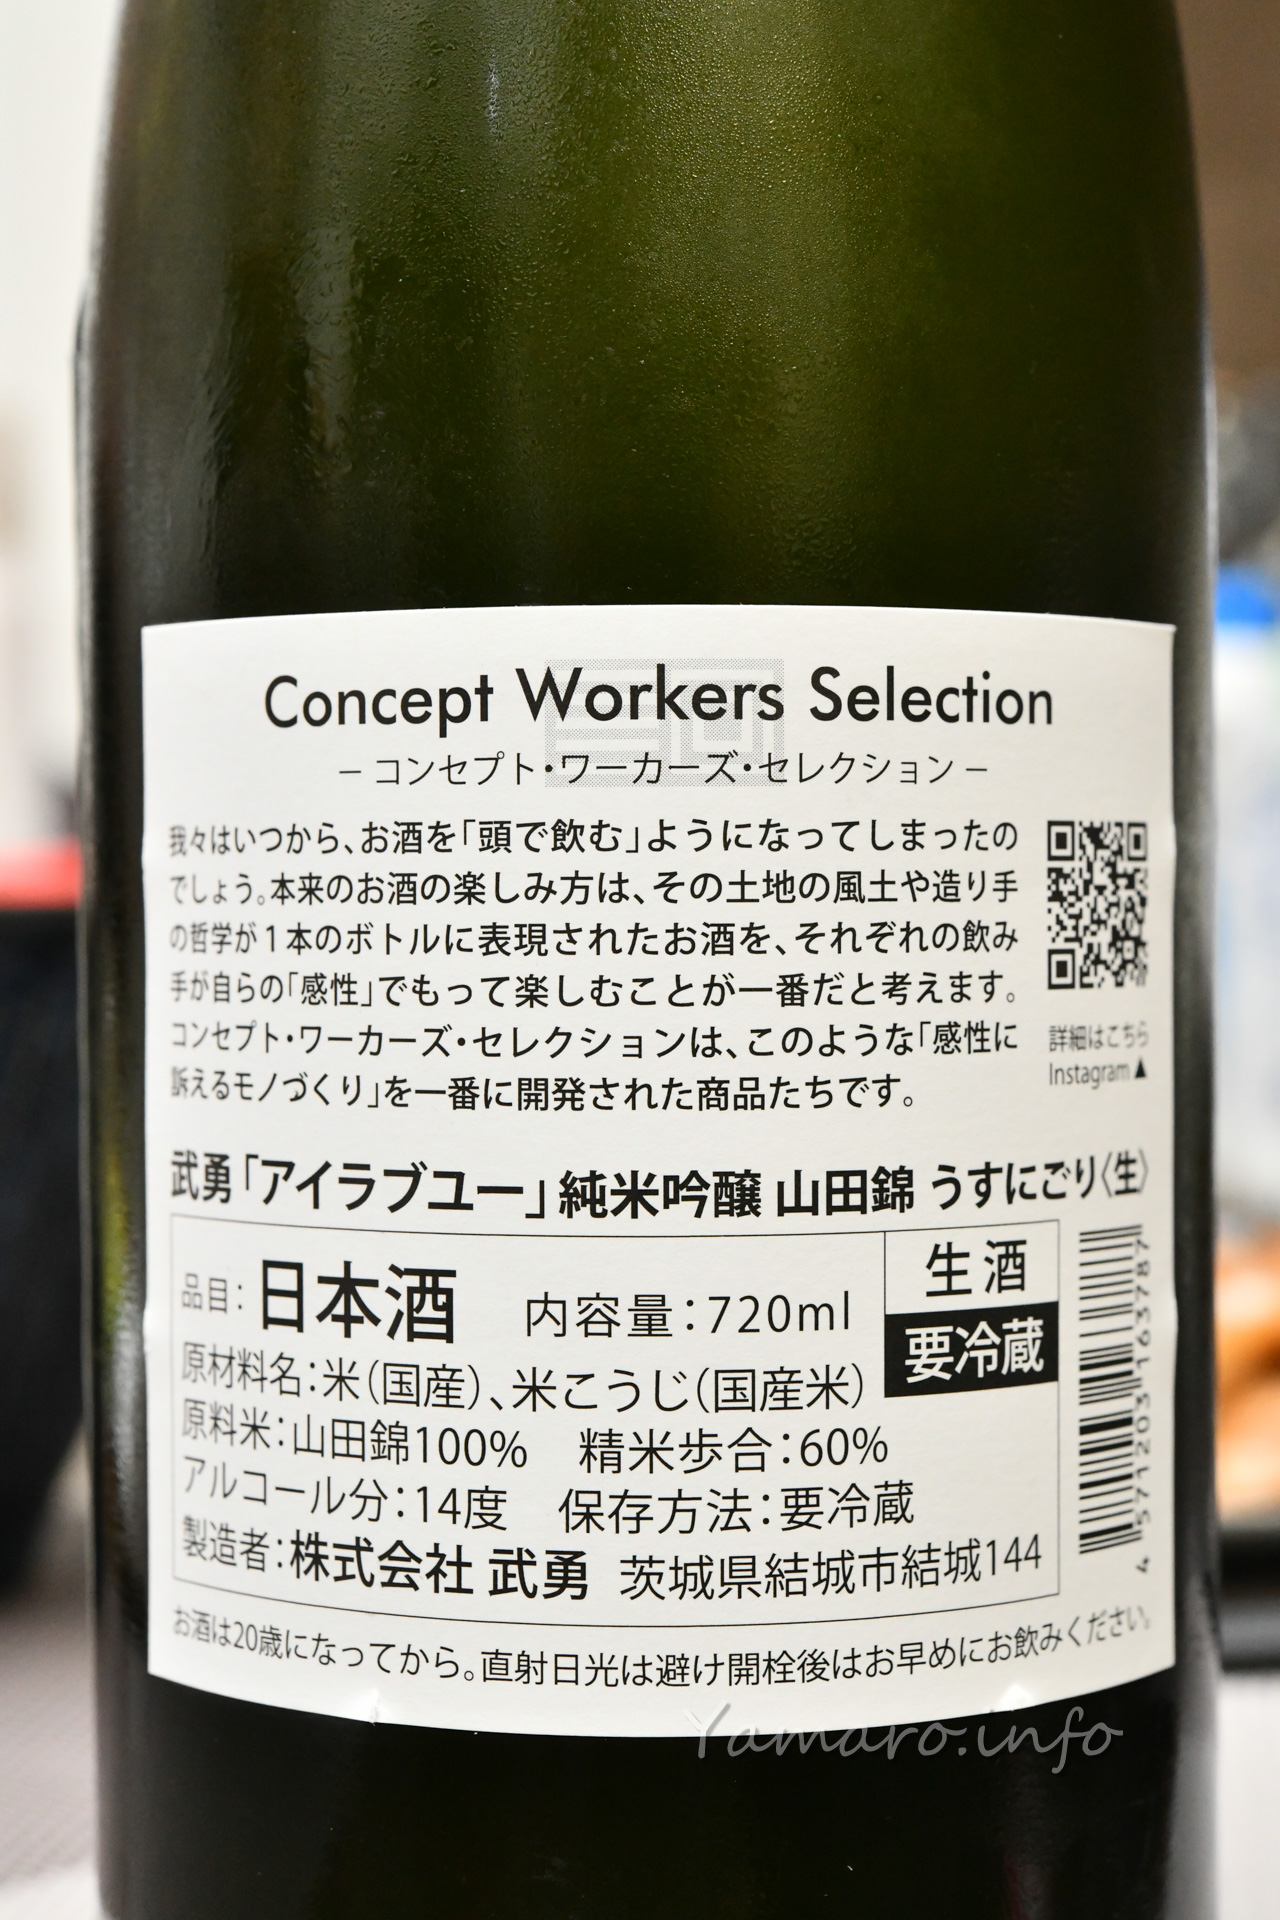 Concept Workers Selection
－コンセプト・ワーカーズ・セレクション－
我々はいつから、お酒を「頭で飲む」ようになってしまったの
でしょう。本来のお酒の楽しみ方は、その土地の風土や造り手
の哲学が1本のボトルに表現されたお酒を、それぞれの飲み
手が自らの「感性」でもって楽しむことが一番だと考えます。
コンセプト・ワーカーズ・セレクションは、このような「感性に
訴えるモノづくり」を一番に開発された商品たちです。
詳細はこちら
Instagram▲
武勇「アイラブユー」純米吟醸 山田錦 うすにごり〈生〉
品目：日本酒 内容量：720ml
生酒
要冷蔵
原材料名：米（国産）、米こうじ（国産米）
原料米：山田錦100% 精米歩合：60%
アルコール分：14度 保存方法：要冷蔵
製造者：株式会社 武勇 茨城県結城市結城144
4571203163787
お酒は20歳になってから。直射日光は避け開栓後はお早めにお飲みください。
Yamaro.info